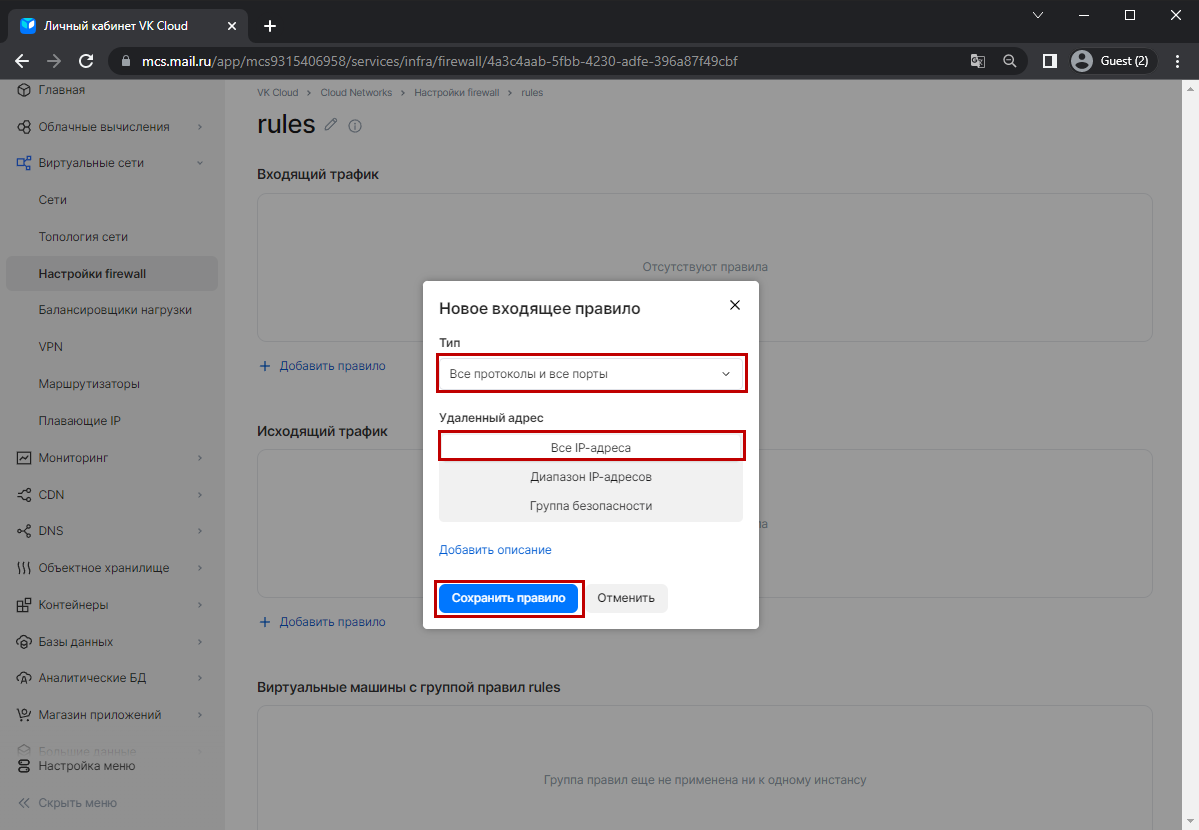 Личный кабинет VK Cloud
mcs.mail.ru/app/mcs9315406958/services/infra/firewall/4a3c4aab-5fbb-4230-adfe-396a87f49cbf
Guest (2)
Главная
Облачные вычисления
Виртуальные сети
Сети
Топология сети
Настройки firewall
Балансировщики нагрузки
VPN
Маршрутизаторы
Плавающие IP
Мониторинг
CDN
DNS
Объектное хранилище
Контейнеры
Базы данных
Аналитические БД
Магазин приложений
Большие данные
Настройка меню
Скрыть меню
VK Cloud > Cloud Networks > Настройки firewall > rules
rules
Входящий трафик
Отсутствуют правила
Добавить правило
Исходящий трафик
Добавить правило
Виртуальные машины с группой правил rules
Группа правил еще не применена ни к одному инстансу
Новое входящее правило
Тип
Все протоколы и все порты
Удаленный адрес
Все IP-адреса
Диапазон IP-адресов
Группа безопасности
Добавить описание
Сохранить правило
Отменить